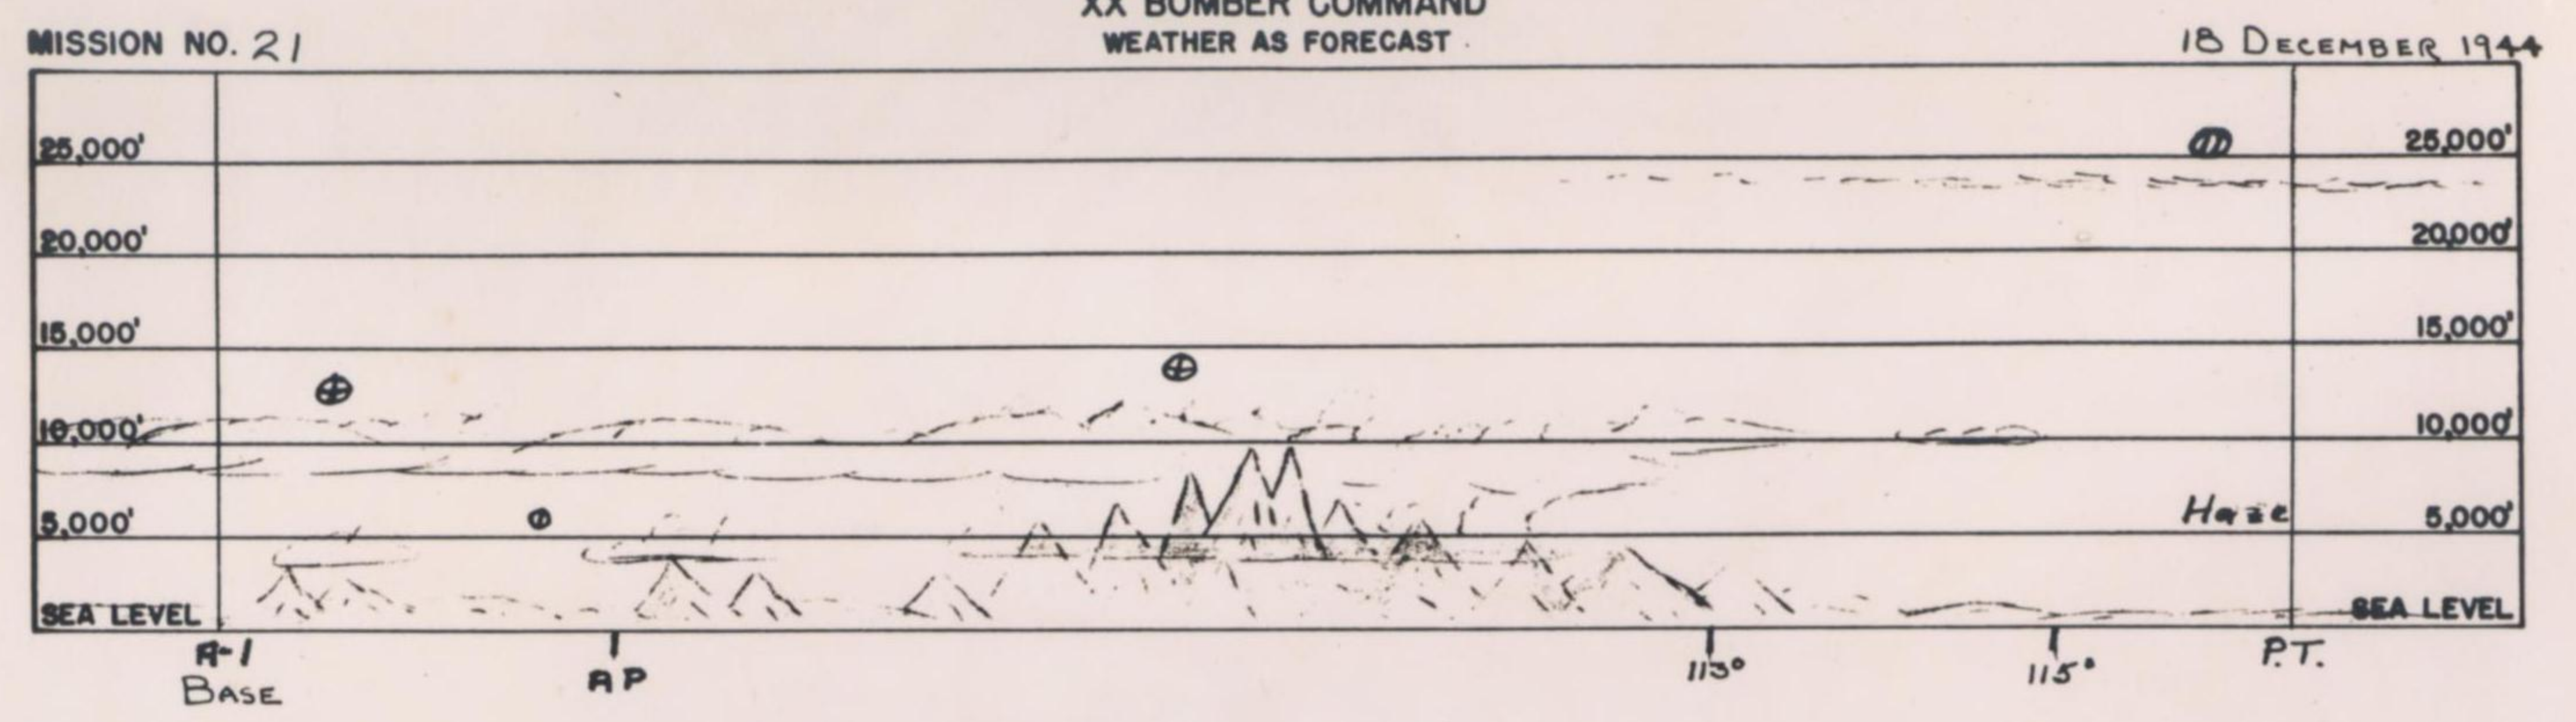 XX BOMBER COMMAND
MISSION NO. 21
WEATHER AS FORECAST
18 DECEMBER 1944
25,000' 25,000'
20,000' 20,000'
15,000' 15,000'
10,000' 10,000'
Haze
5,000' 5,000'
SEA LEVEL SEA LEVEL
A-1 AP 113° 115° P.T.
BASE